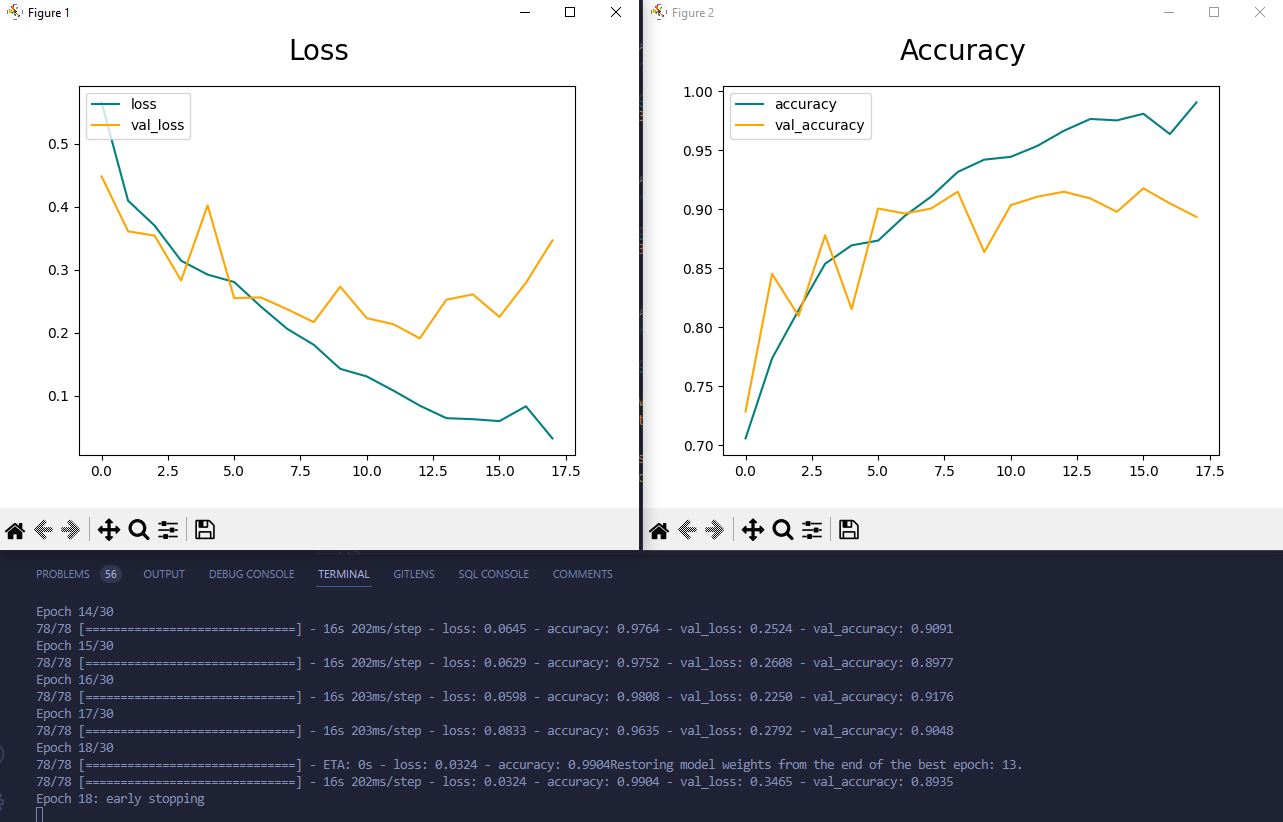 Figure 1
Loss
loss
val_loss
0.5
0.4
0.3
0.2
0.1
0.0 2.5 5.0 7.5 10.0 12.5 15.0 17.5
Figure 2
Accuracy
accuracy
val_accuracy
1.00
0.95
0.90
0.85
0.80
0.75
0.70
0.0 2.5 5.0 7.5 10.0 12.5 15.0 17.5
PROBLEMS 56 OUTPUT DEBUG CONSOLE TERMINAL GITLENS SQL CONSOLE COMMENTS
Epoch 14/30
78/78 [==============================] - 16s 202ms/step - loss: 0.0645 - accuracy: 0.9764 - val_loss: 0.2524 - val_accuracy: 0.9091
Epoch 15/30
78/78 [==============================] - 16s 202ms/step - loss: 0.0629 - accuracy: 0.9752 - val_loss: 0.2608 - val_accuracy: 0.8977
Epoch 16/30
78/78 [==============================] - 16s 203ms/step - loss: 0.0598 - accuracy: 0.9808 - val_loss: 0.2250 - val_accuracy: 0.9176
Epoch 17/30
78/78 [==============================] - 16s 203ms/step - loss: 0.0833 - accuracy: 0.9635 - val_loss: 0.2792 - val_accuracy: 0.9048
Epoch 18/30
78/78 [==============================] - ETA: 0s - loss: 0.0324 - accuracy: 0.9904Restoring model weights from the end of the best epoch: 13.
78/78 [==============================] - 16s 202ms/step - loss: 0.0324 - accuracy: 0.9904 - val_loss: 0.3465 - val_accuracy: 0.8935
Epoch 18: early stopping